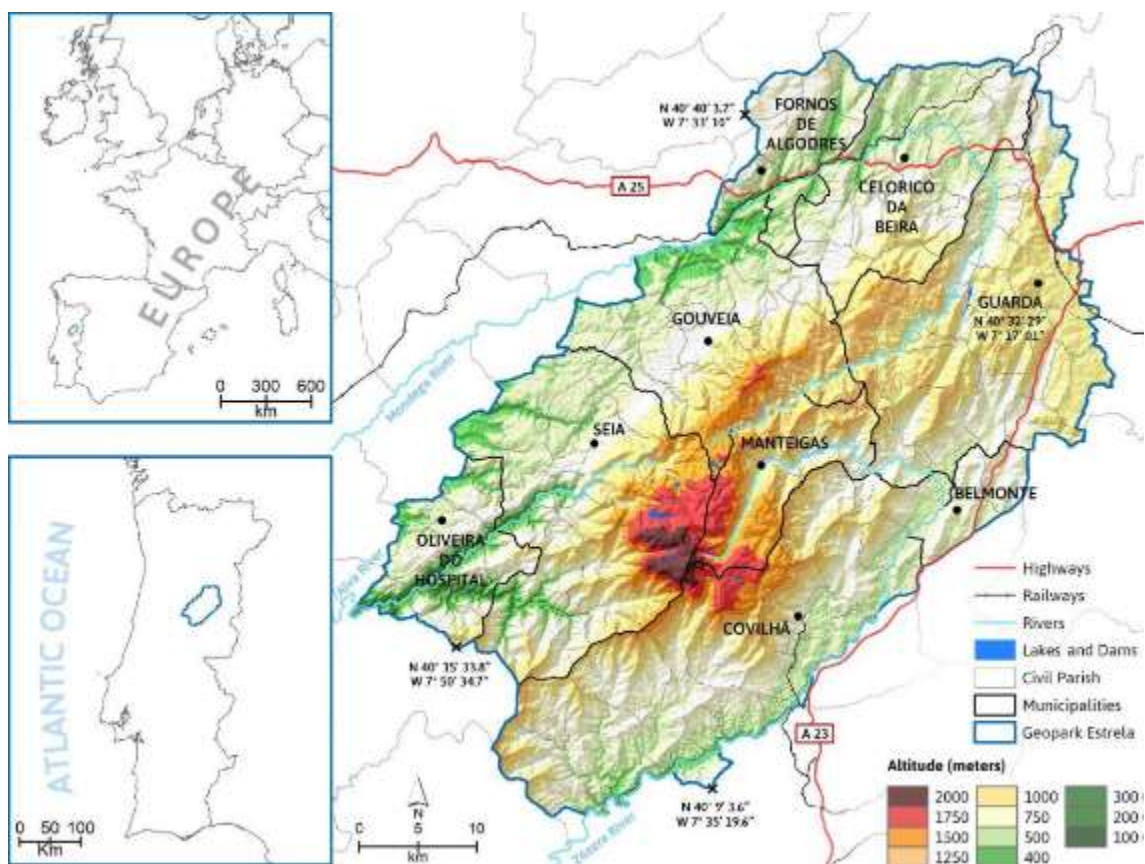 EUROPE
0 300 600
km
ATLANTIC OCEAN
0 50 100
Km
N 40° 40' 3.7"
W 7° 33' 10"
FORNOS
DE
ALGODRES
A 25
CELORICO
DA
BEIRA
GUARDA
N 40° 32' 29"
W 7° 17' 01"
GOUVEIA
Mondego River
SEIA
MANTEIGAS
BELMONTE
OLIVEIRA
DO
HOSPITAL
Alva River
COVILHÃ
N 40° 15' 33.8"
W 7° 50' 34.7"
A 23
N 40° 9' 3.6"
W 7° 35' 19.6"
Zêzere River
N
0 5 10
km
Highways
Railways
Rivers
Lakes and Dams
Civil Parish
Municipalities
Geopark Estrela
Altitude (meters)
2000 1000 300
1750 750 200
1500 500 100
1250 400